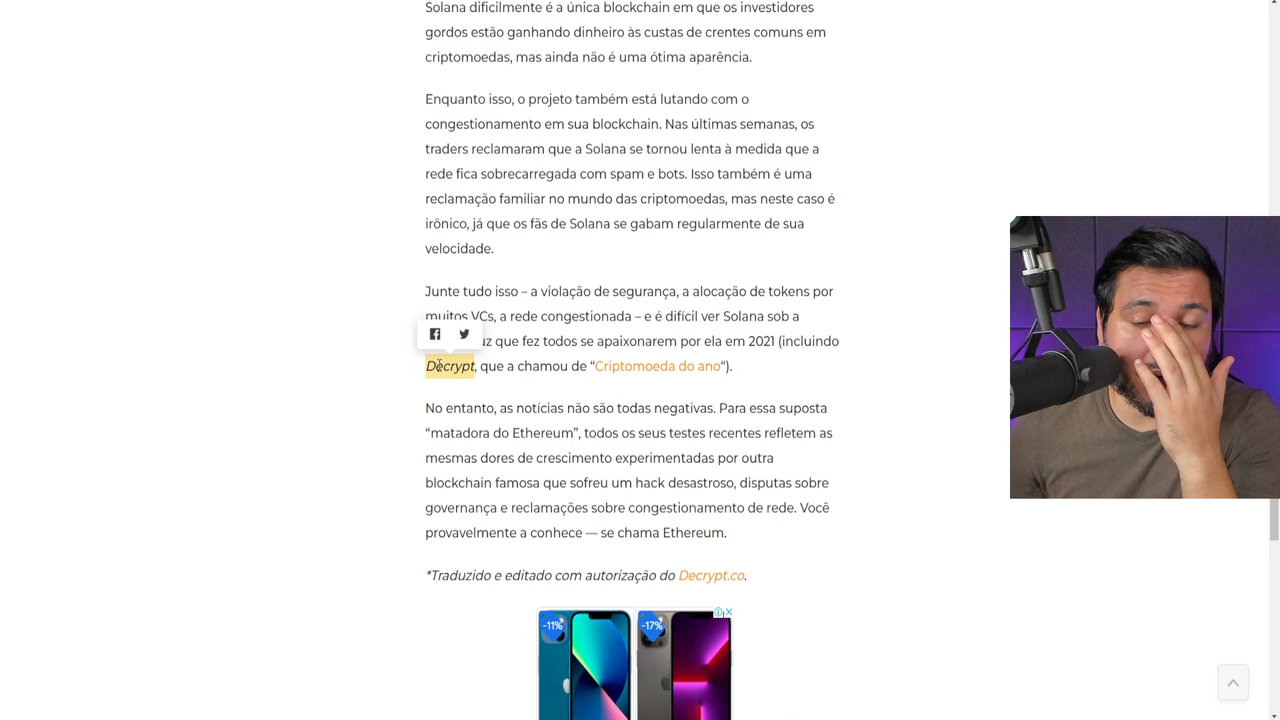 Solana dificilmente é a única blockchain em que os investidores
gordos estão ganhando dinheiro às custas de crentes comuns em
criptomoedas, mas ainda não é uma ótima aparência.
Enquanto isso, o projeto também está lutando com o
congestionamento em sua blockchain. Nas últimas semanas, os
traders reclamaram que a Solana se tornou lenta à medida que a
rede fica sobrecarregada com spam e bots. Isso também é uma
reclamação familiar no mundo das criptomoedas, mas neste caso é
irônico, já que os fãs de Solana se gabam regularmente de sua
velocidade.
Junte tudo isso – a violação de segurança, a alocação de tokens por
muitos VCs, a rede congestionada – e é difícil ver Solana sob a
que fez todos se apaixonarem por ela em 2021 (incluindo
Decrypt, que a chamou de “Criptomoeda do ano“).
No entanto, as notícias não são todas negativas. Para essa suposta
“matadora do Ethereum”, todos os seus testes recentes refletem as
mesmas dores de crescimento experimentadas por outra
blockchain famosa que sofreu um hack desastroso, disputas sobre
governança e reclamações sobre congestionamento de rede. Você
provavelmente a conhece — se chama Ethereum.
*Traduzido e editado com autorização do Decrypt.co.
-11% -17%